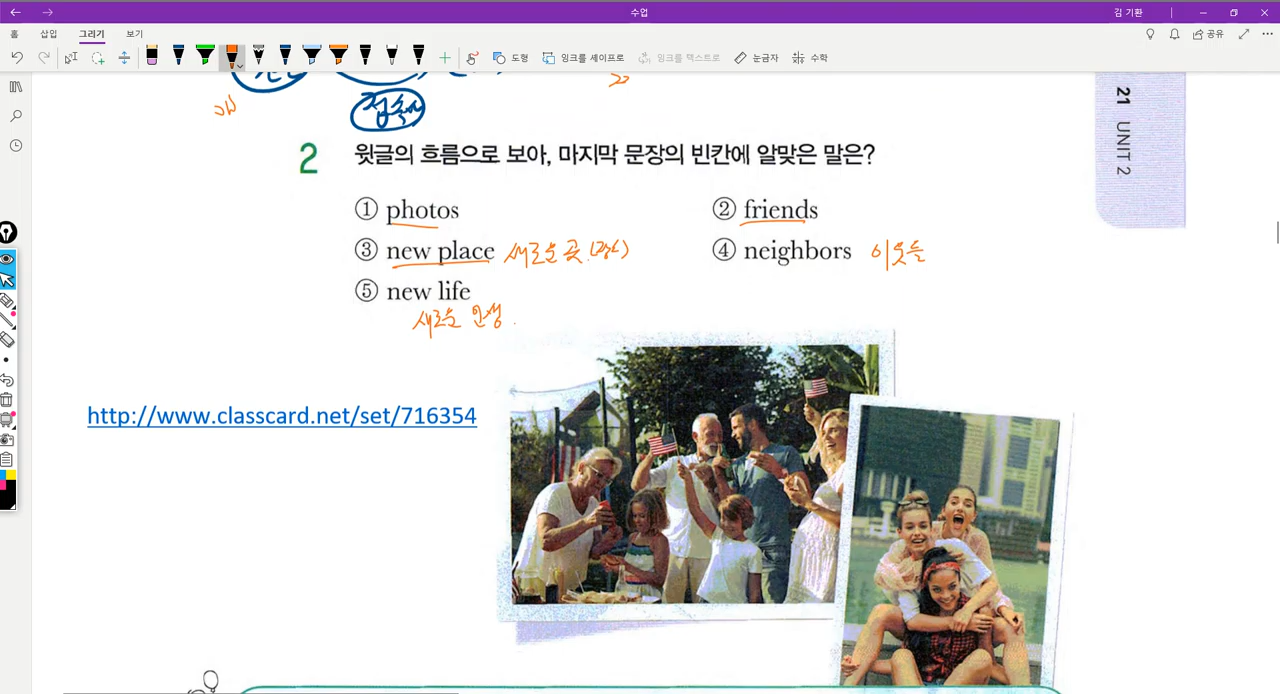 수업
김 기환
홈 삽입 그리기 보기
공유
도형
잉크를 셰이프로
잉크를 텍스트로
눈금자
수학
접속사
2 윗글의 흐름으로 보아, 마지막 문장의 빈칸에 알맞은 말은?
① photos
② friends
③ new place 새로운 곳.(장소)
④ neighbors 이웃들
⑤ new life
새로운 인생.
http://www.classcard.net/set/716354
21 UNIT 2